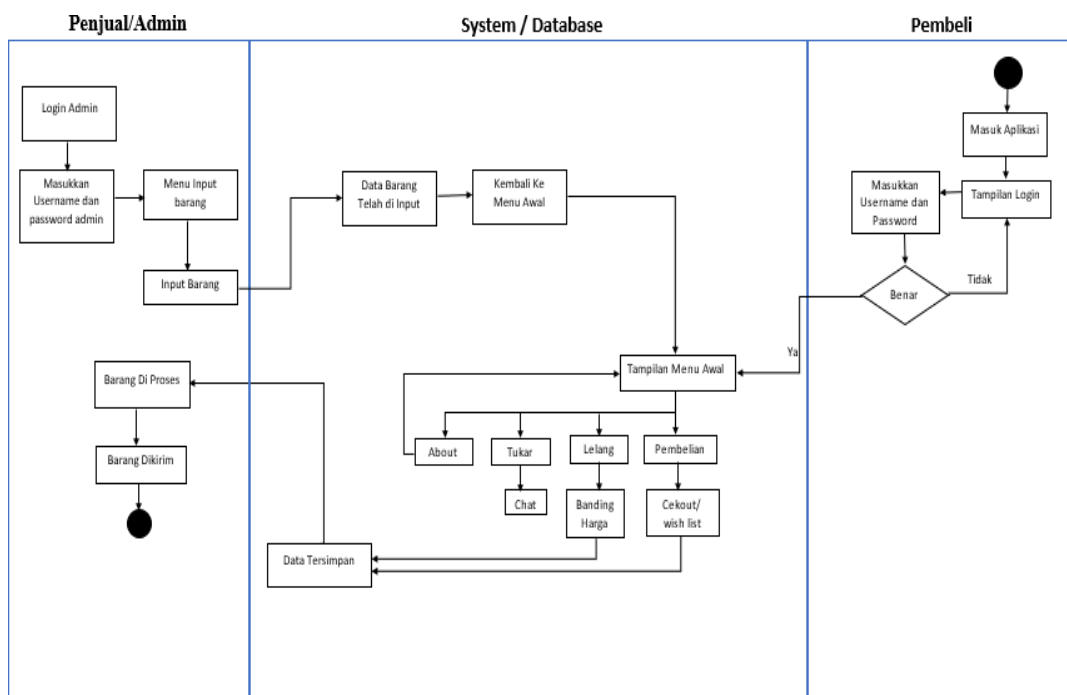 Penjual/Admin
System / Database
Pembeli
Login Admin
Masukkan
Username dan
password admin
Menu Input
barang
Input Barang
Data Barang
Telah di Input
Kembali Ke
Menu Awal
Masuk Aplikasi
Tampilan Login
Masukkan
Username dan
Password
Benar
Tidak
Ya
Tampilan Menu Awal
About
Tukar
Lelang
Pembelian
Chat
Banding
Harga
Cekout/
wish list
Data Tersimpan
Barang Di Proses
Barang Dikirim